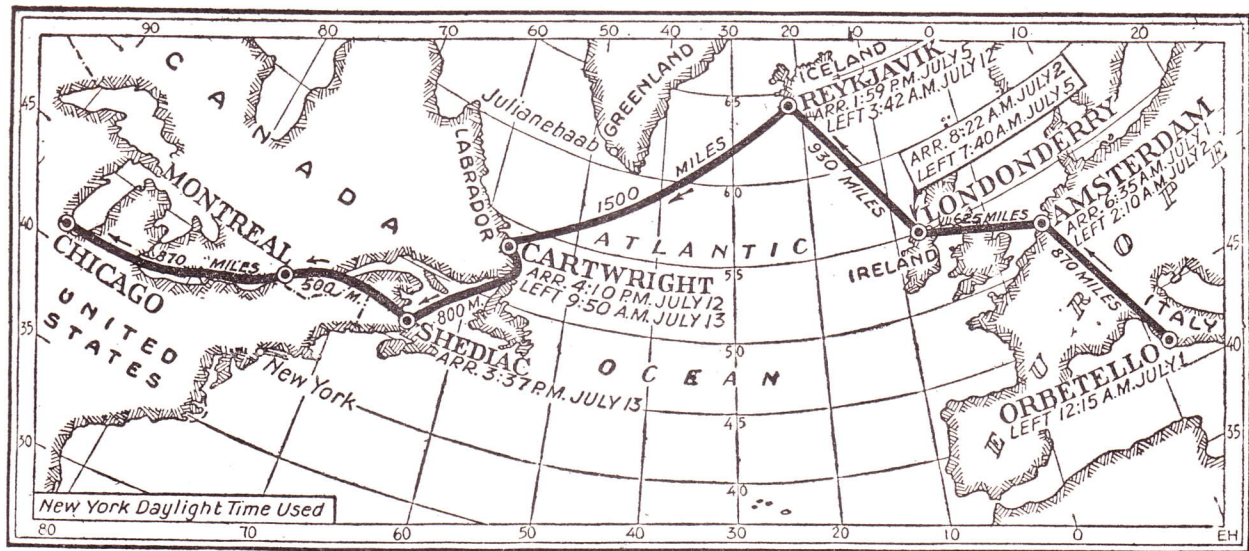 90 80 70 60 50 40 30 20 10 0 10 20
CANADA
ICELAND
REYKJAVIK
ARR. 1:59 P.M. JULY 5
LEFT 3:42 A.M. JULY 12
GREENLAND
Julianehaab
LABRADOR
ARR. 8:22 A.M. JULY 2
LEFT 7:40 A.M. JULY 5
LONDONDERRY
AMSTERDAM
ARR. 6:35 A.M. JULY 1
LEFT 2:10 A.M. JULY 2
EUROPE
45
65
60
55
50
45
40
1500 MILES
930 MILES
625 MILES
810 MILES
MONTREAL
40
CHICAGO
870 MILES
500 M.
800 M.
ATLANTIC
OCEAN
IRELAND
ITALY
CARTWRIGHT
ARR. 4:10 P.M. JULY 12
LEFT 9:50 A.M. JULY 13
UNITED
STATES
35
SHEDIAC
ARR. 3:37 P.M. JULY 13
New York
ORBETELLO
LEFT 12:15 A.M. JULY 1
40
35
30
New York Daylight Time Used
80 70 60 50 40 30 20 10 0
E.H.